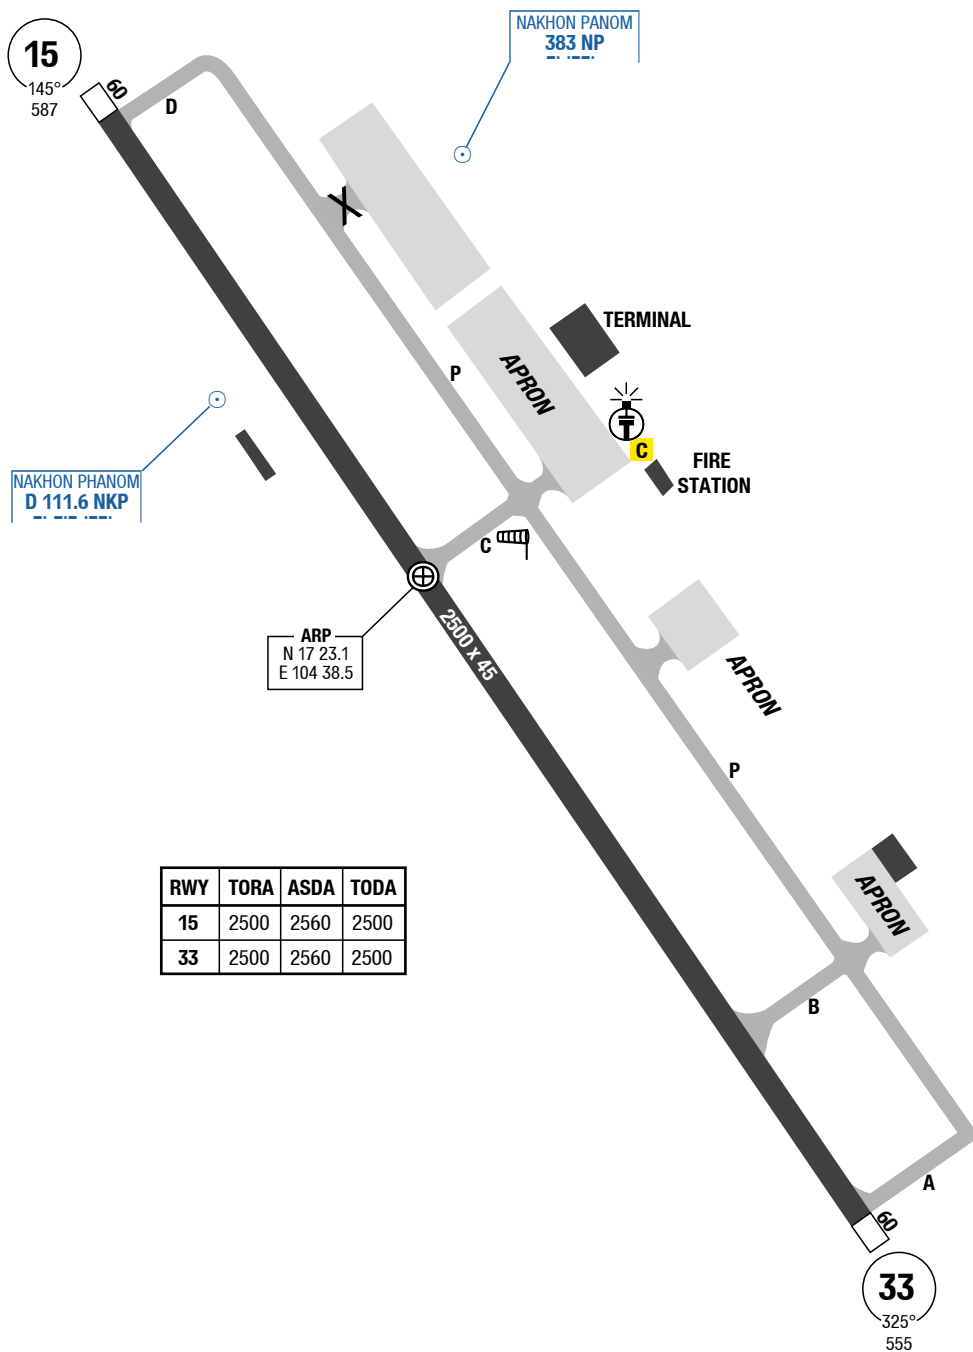 NAKHON PANOM
383 NP
15
145°
587
60
D
X
TERMINAL
APRON
P
C
FIRE
STATION
NAKHON PHANOM
D 111.6 NKP
C
2500 x 45
ARP
N 17 23.1
E 104 38.5
APRON
P
RWY TORA ASDA TODA
15 2500 2560 2500
33 2500 2560 2500
APRON
B
A
60
33
325°
555